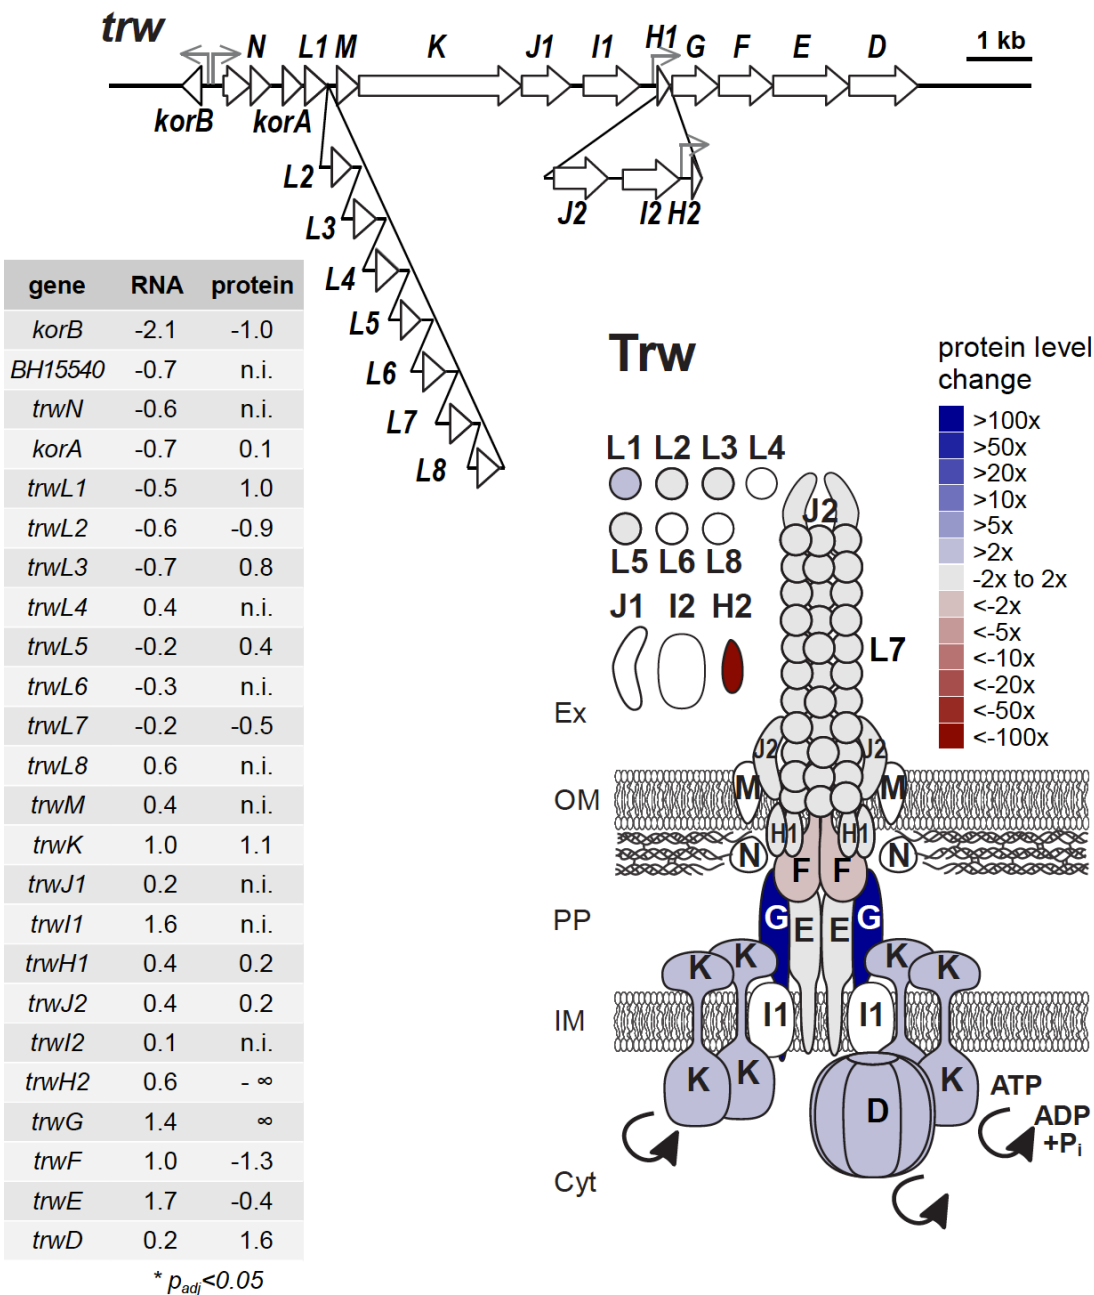 trw
N L1 M K J1 I1 H1 G F E D
1 kb
korB korA
L2
J2 I2 H2
L3
L4
L5
L6
L7
L8
gene RNA protein
korB -2.1 -1.0
BH15540 -0.7 n.i.
trwN -0.6 n.i.
korA -0.7 0.1
trwL1 -0.5 1.0
trwL2 -0.6 -0.9
trwL3 -0.7 0.8
trwL4 0.4 n.i.
trwL5 -0.2 0.4
trwL6 -0.3 n.i.
trwL7 -0.2 -0.5
trwL8 0.6 n.i.
trwM 0.4 n.i.
trwK 1.0 1.1
trwJ1 0.2 n.i.
trwI1 1.6 n.i.
trwH1 0.4 0.2
trwJ2 0.4 0.2
trwI2 0.1 n.i.
trwH2 0.6 - ∞
trwG 1.4 ∞
trwF 1.0 -1.3
trwE 1.7 -0.4
trwD 0.2 1.6
* padj<0.05
Trw
L1 L2 L3 L4
L5 L6 L8
J1 I2 H2
J2
L7
Ex
J2 J2
OM
M M
H1 H1
N N
F F
PP
G E E G
K K K K
IM
I1 I1
K K K
D
ATP
ADP
+Pi
Cyt
protein level
change
>100x
>50x
>20x
>10x
>5x
>2x
-2x to 2x
<-2x
<-5x
<-10x
<-20x
<-50x
<-100x